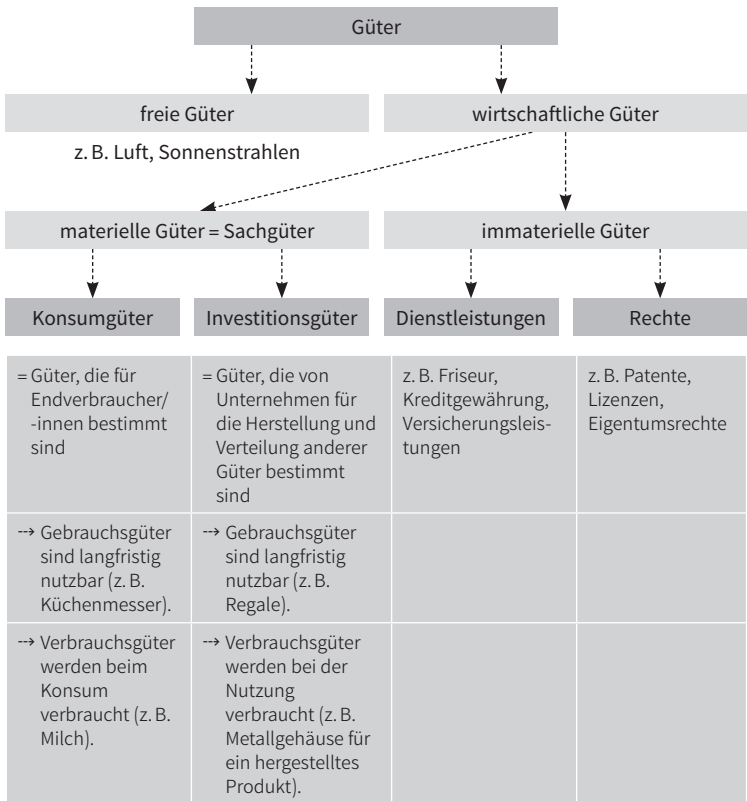 Güter
freie Güter
wirtschaftliche Güter
z. B. Luft, Sonnenstrahlen
materielle Güter = Sachgüter
immaterielle Güter
Konsumgüter
Investitionsgüter
Dienstleistungen
Rechte
= Güter, die für
Endverbraucher/
-innen bestimmt
sind
= Güter, die von
Unternehmen für
die Herstellung und
Verteilung anderer
Güter bestimmt
sind
z. B. Friseur,
Kreditgewährung,
Versicherungsleis-
tungen
z. B. Patente,
Lizenzen,
Eigentumsrechte
⇢ Gebrauchsgüter
sind langfristig
nutzbar (z. B.
Küchenmesser).
⇢ Gebrauchsgüter
sind langfristig
nutzbar (z. B.
Regale).
⇢ Verbrauchsgüter
werden beim
Konsum
verbraucht (z. B.
Milch).
⇢ Verbrauchsgüter
werden bei der
Nutzung
verbraucht (z. B.
Metallgehäuse für
ein hergestelltes
Produkt).